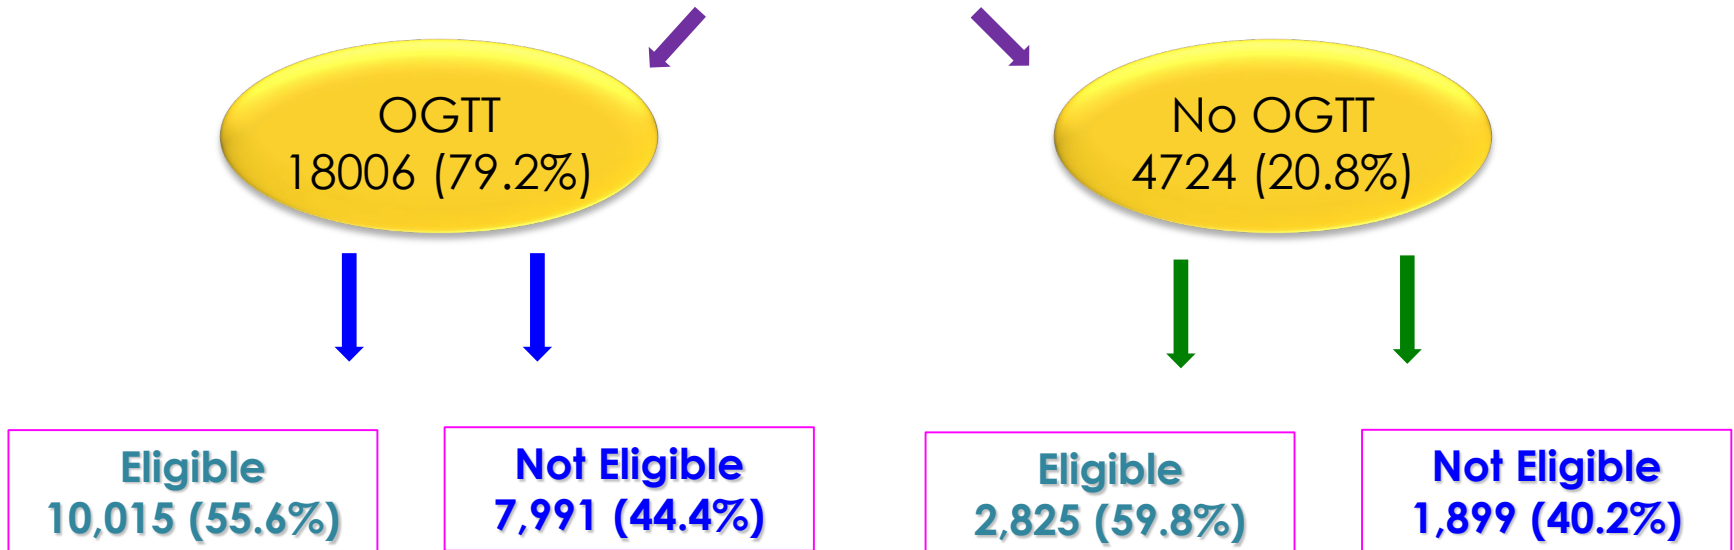 OGTT
18006 (79.2%)
No OGTT
4724 (20.8%)
Eligible
10,015 (55.6%)
Not Eligible
7,991 (44.4%)
Eligible
2,825 (59.8%)
Not Eligible
1,899 (40.2%)